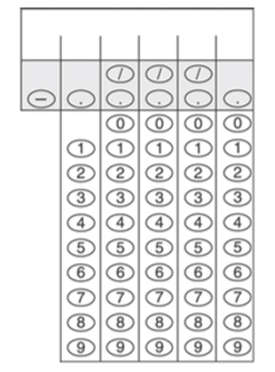 / / /
− . . . . .
0 0 0 0
1 1 1 1 1
2 2 2 2 2
3 3 3 3 3
4 4 4 4 4
5 5 5 5 5
6 6 6 6 6
7 7 7 7 7
8 8 8 8 8
9 9 9 9 9